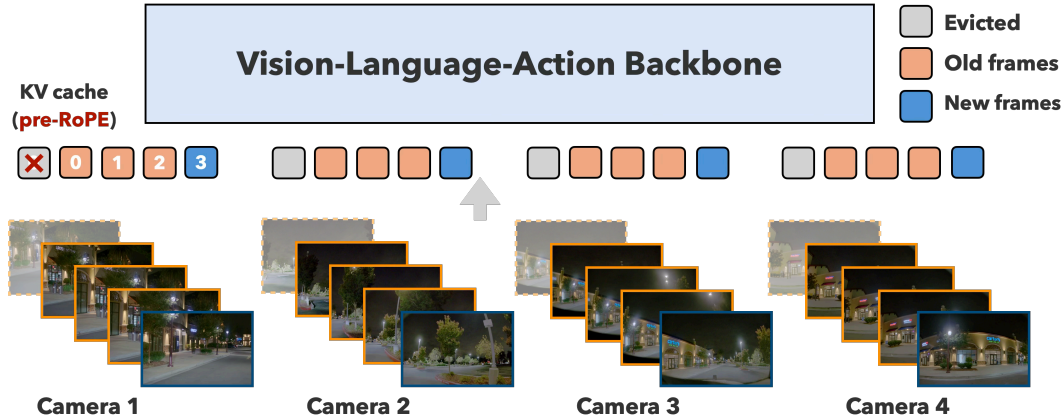 Vision-Language-Action Backbone
Evicted
Old frames
New frames
KV cache
(pre-RoPE)
0 1 2 3
Camera 1
Camera 2
Camera 3
Camera 4